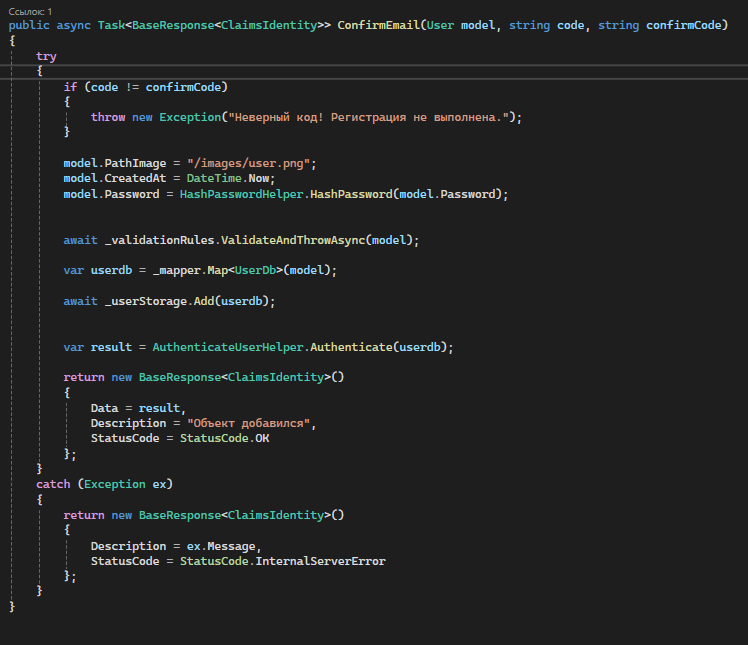 Ссылок: 1
public async Task<BaseResponse<ClaimsIdentity>> ConfirmEmail(User model, string code, string confirmCode)
{
try
{
if (code != confirmCode)
{
throw new Exception("Неверный код! Регистрация не выполнена.");
}
model.PathImage = "/images/user.png";
model.CreatedAt = DateTime.Now;
model.Password = HashPasswordHelper.HashPassword(model.Password);
await _validationRules.ValidateAndThrowAsync(model);
var userdb = _mapper.Map<UserDb>(model);
await _userStorage.Add(userdb);
var result = AuthenticateUserHelper.Authenticate(userdb);
return new BaseResponse<ClaimsIdentity>()
{
Data = result,
Description = "Объект добавился",
StatusCode = StatusCode.OK
};
}
catch (Exception ex)
{
return new BaseResponse<ClaimsIdentity>()
{
Description = ex.Message,
StatusCode = StatusCode.InternalServerError
};
}
}